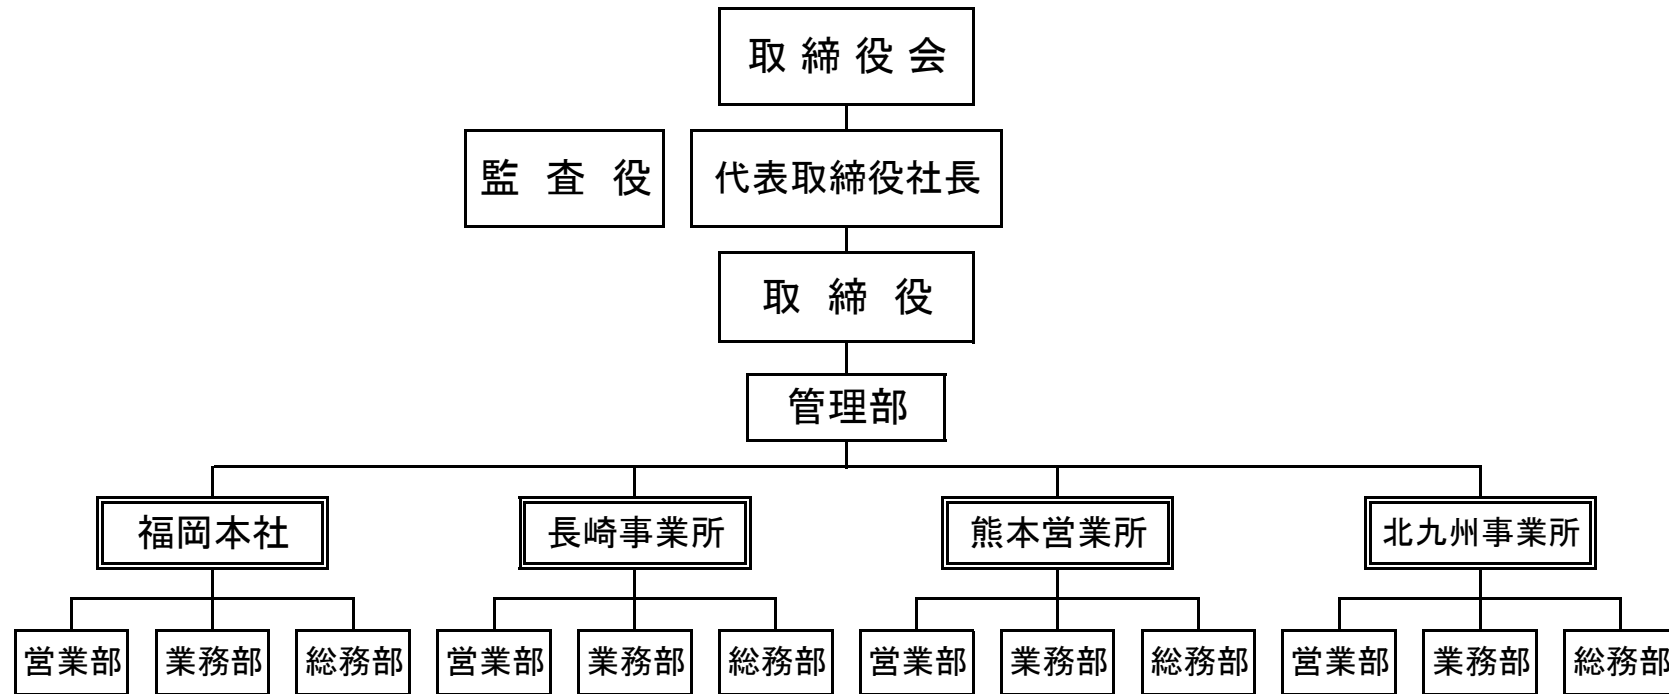 取締役会
監査役
代表取締役社長
取締役
管理部
福岡本社
長崎事業所
熊本営業所
北九州事業所
営業部
業務部
総務部
営業部
業務部
総務部
営業部
業務部
総務部
営業部
業務部
総務部